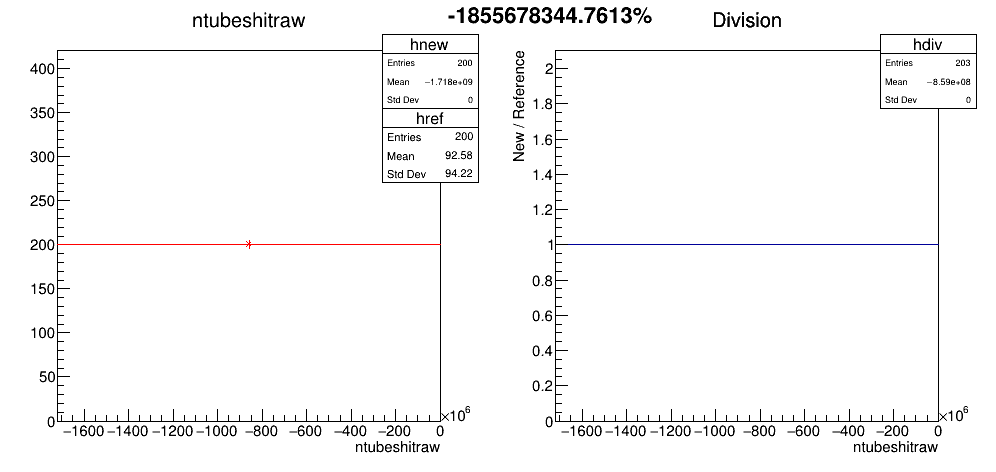 -1855678344.7613%
ntubeshitraw
hnew
Entries 200
Mean −1.718e+09
Std Dev 0
href
Entries 200
Mean 92.58
Std Dev 94.22
400
350
300
250
200
150
100
50
0
−1600 −1400 −1200 −1000 −800 −600 −400 −200 0
×10⁶
ntubeshitraw
Division
hdiv
Entries 203
Mean −8.59e+08
Std Dev 0
New / Reference
2
1.8
1.6
1.4
1.2
1
0.8
0.6
0.4
0.2
0
−1600 −1400 −1200 −1000 −800 −600 −400 −200 0
×10⁶
ntubeshitraw